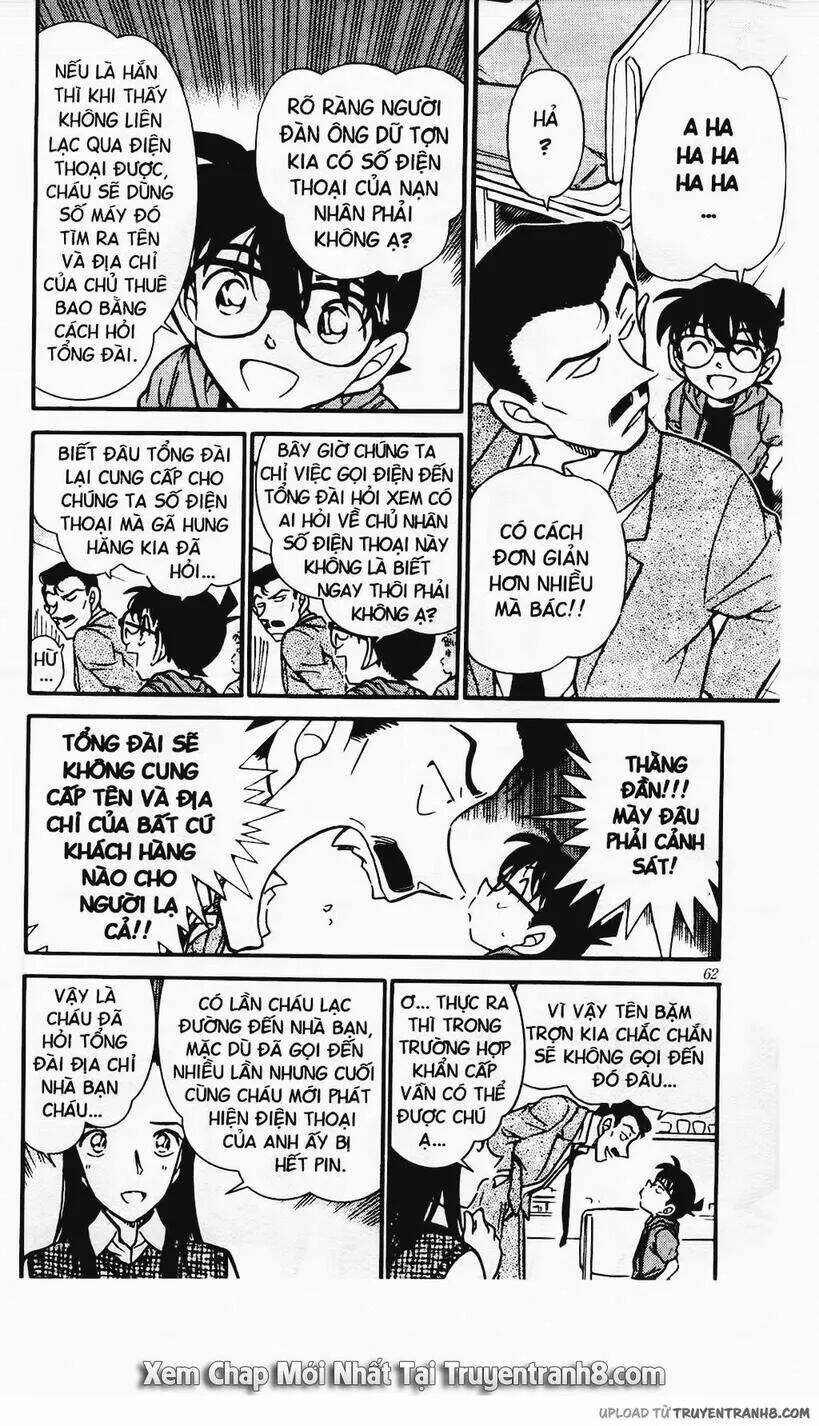 A HA
HA HA
HA HA
...
HẢ
?
CÓ CÁCH
ĐƠN GIẢN
HƠN NHIỀU
MÀ BÁC!!
RÕ RÀNG NGƯỜI
ĐÀN ÔNG DỮ TỢN
KIA CÓ SỐ ĐIỆN
THOẠI CỦA NẠN
NHÂN PHẢI
KHÔNG Ạ?
NẾU LÀ HẮN
THÌ KHI THẤY
KHÔNG LIÊN
LẠC QUA ĐIỆN
THOẠI ĐƯỢC,
CHÁU SẼ DÙNG
SỐ MÁY ĐÓ
TÌM RA TÊN
VÀ ĐỊA CHỈ
CỦA CHỦ THUÊ
BAO BẰNG
CÁCH HỎI
TỔNG ĐÀI.
BÂY GIỜ CHÚNG TA
CHỈ VIỆC GỌI ĐIỆN ĐẾN
TỔNG ĐÀI HỎI XEM CÓ
AI HỎI VỀ CHỦ NHÂN
SỐ ĐIỆN THOẠI NÀY
KHÔNG LÀ BIẾT
NGAY THÔI PHẢI
KHÔNG Ạ?
BIẾT ĐÂU TỔNG ĐÀI
LẠI CUNG CẤP CHO
CHÚNG TA SỐ ĐIỆN
THOẠI MÀ GÃ HUNG
HĂNG KIA ĐÃ
HỎI...
HỪ
...
THẰNG
ĐẦN!!!
MÀY ĐÂU
PHẢI CẢNH
SÁT!
TỔNG ĐÀI SẼ
KHÔNG CUNG
CẤP TÊN VÀ ĐỊA
CHỈ CỦA BẤT CỨ
KHÁCH HÀNG
NÀO CHO
NGƯỜI LẠ
CẢ!!
62
VÌ VẬY TÊN BẶM
TRỢN KIA CHẮC CHẮN
SẼ KHÔNG GỌI ĐẾN
ĐÓ ĐÂU...
Ơ... THỰC RA
THÌ TRONG
TRƯỜNG HỢP
KHẨN CẤP
VẪN CÓ THỂ
ĐƯỢC CHÚ
Ạ...
CÓ LẦN CHÁU LẠC
ĐƯỜNG ĐẾN NHÀ BẠN,
MẶC DÙ ĐÃ GỌI ĐẾN
NHIỀU LẦN NHƯNG CUỐI
CÙNG CHÁU MỚI PHÁT
HIỆN ĐIỆN THOẠI
CỦA ANH ẤY BỊ
HẾT PIN.
VẬY LÀ
CHÁU ĐÃ
HỎI TỔNG
ĐÀI ĐỊA CHỈ
NHÀ BẠN
CHÁU...
Xem Chap Mới Nhất Tại Truyentranh8.com
UPLOAD TỪ TRUYENTRANH8.COM